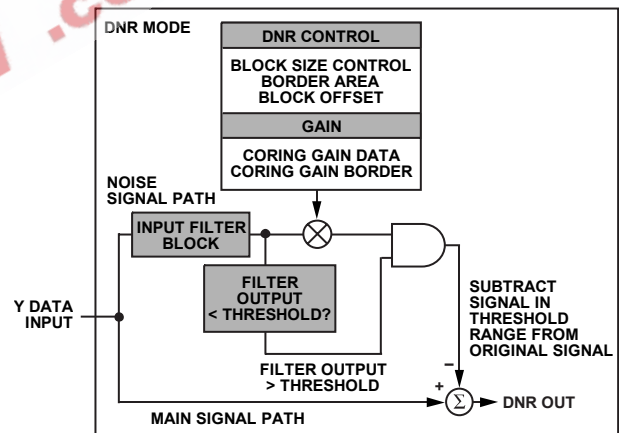 DNR MODE
DNR CONTROL
BLOCK SIZE CONTROL
BORDER AREA
BLOCK OFFSET
GAIN
CORING GAIN DATA
CORING GAIN BORDER
NOISE
SIGNAL PATH
INPUT FILTER
BLOCK
FILTER
OUTPUT
< THRESHOLD?
Y DATA
INPUT
FILTER OUTPUT
> THRESHOLD
SUBTRACT
SIGNAL IN
THRESHOLD
RANGE FROM
ORIGINAL SIGNAL
–
+
Σ
DNR OUT
MAIN SIGNAL PATH